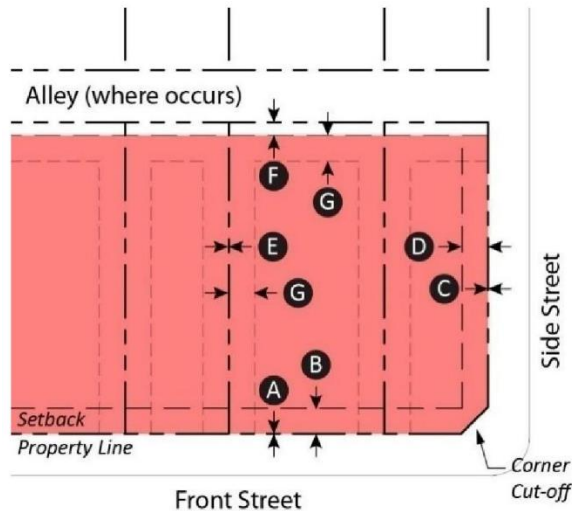 Alley (where occurs)
F
G
E
D
G
C
B
A
Side Street
Setback
Property Line
Corner
Cut-off
Front Street